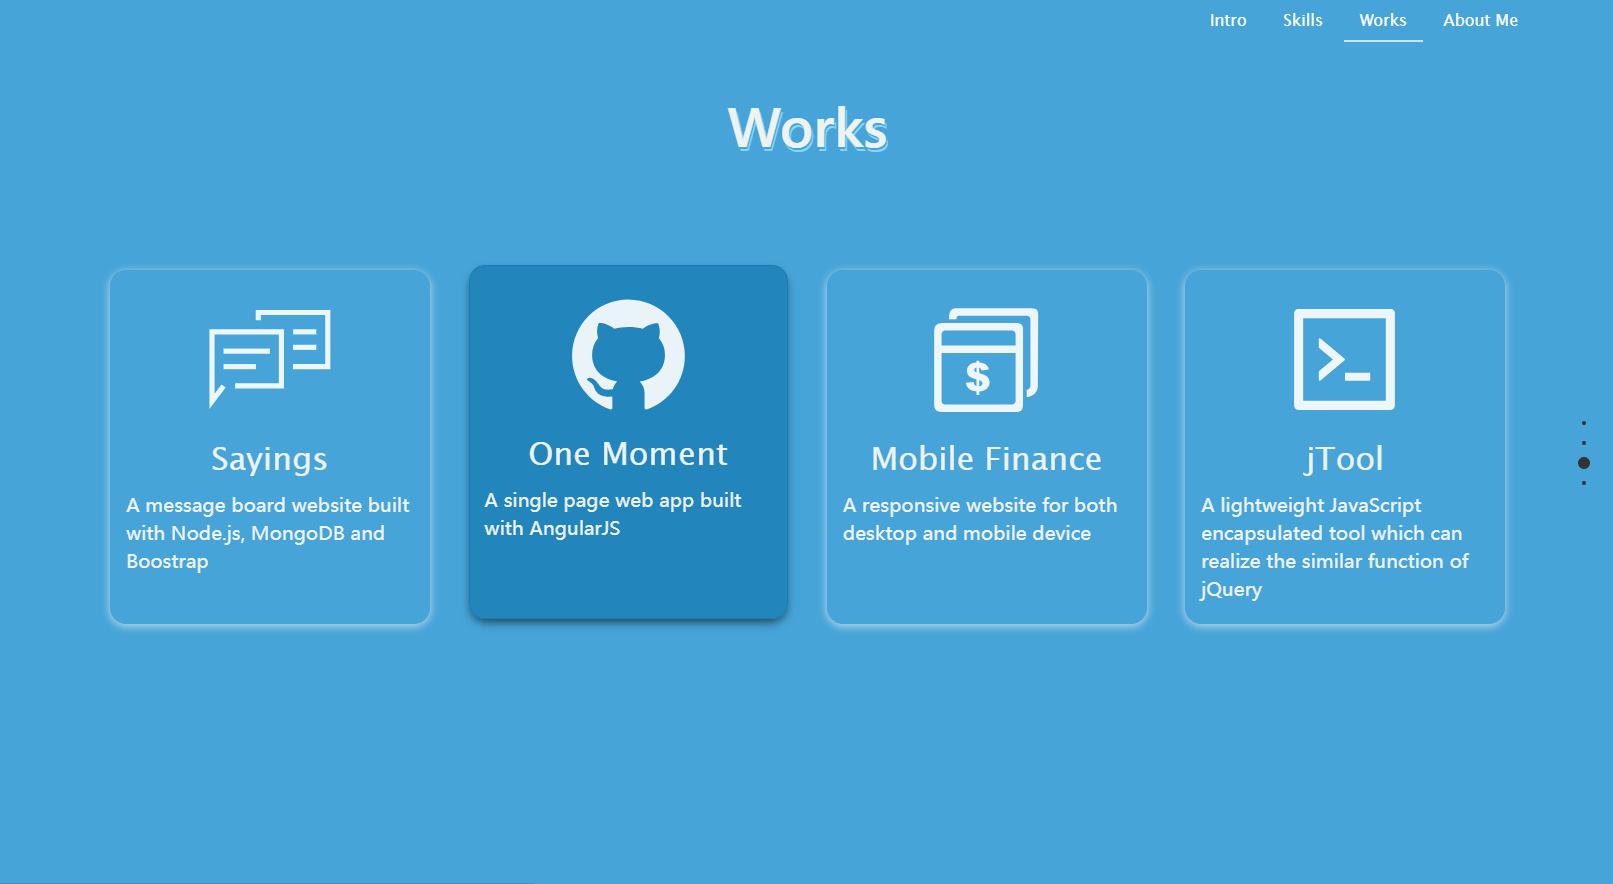 Intro Skills Works About Me
Works
Sayings
A message board website built
with Node.js, MongoDB and
Boostrap
One Moment
A single page web app built
with AngularJS
$
Mobile Finance
A responsive website for both
desktop and mobile device
>_
jTool
A lightweight JavaScript
encapsulated tool which can
realize the similar function of
jQuery